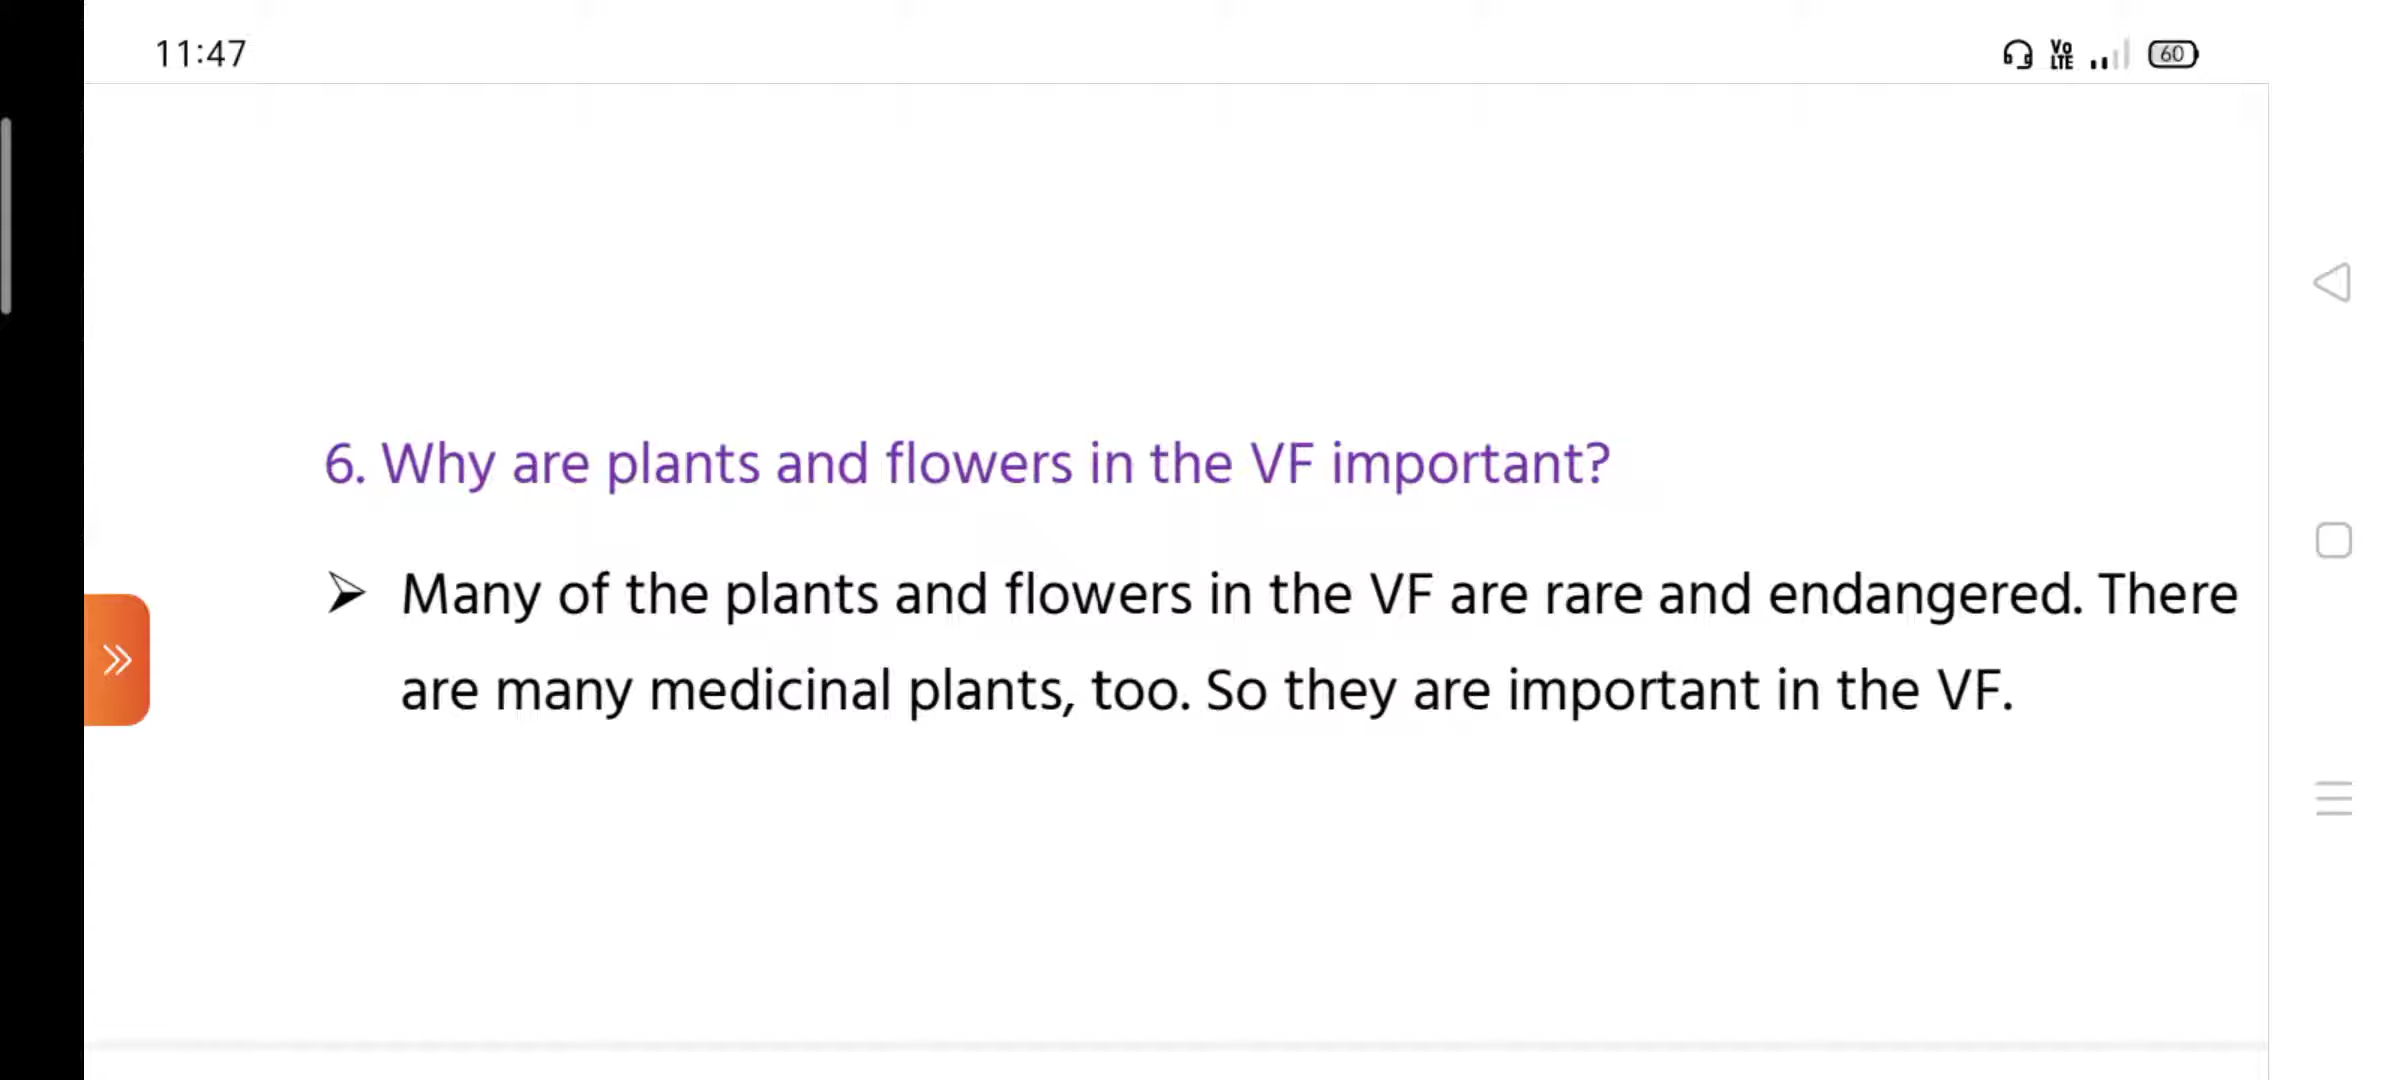 11:47
Vo
LTE
60
6. Why are plants and flowers in the VF important?
➢ Many of the plants and flowers in the VF are rare and endangered. There
are many medicinal plants, too. So they are important in the VF.